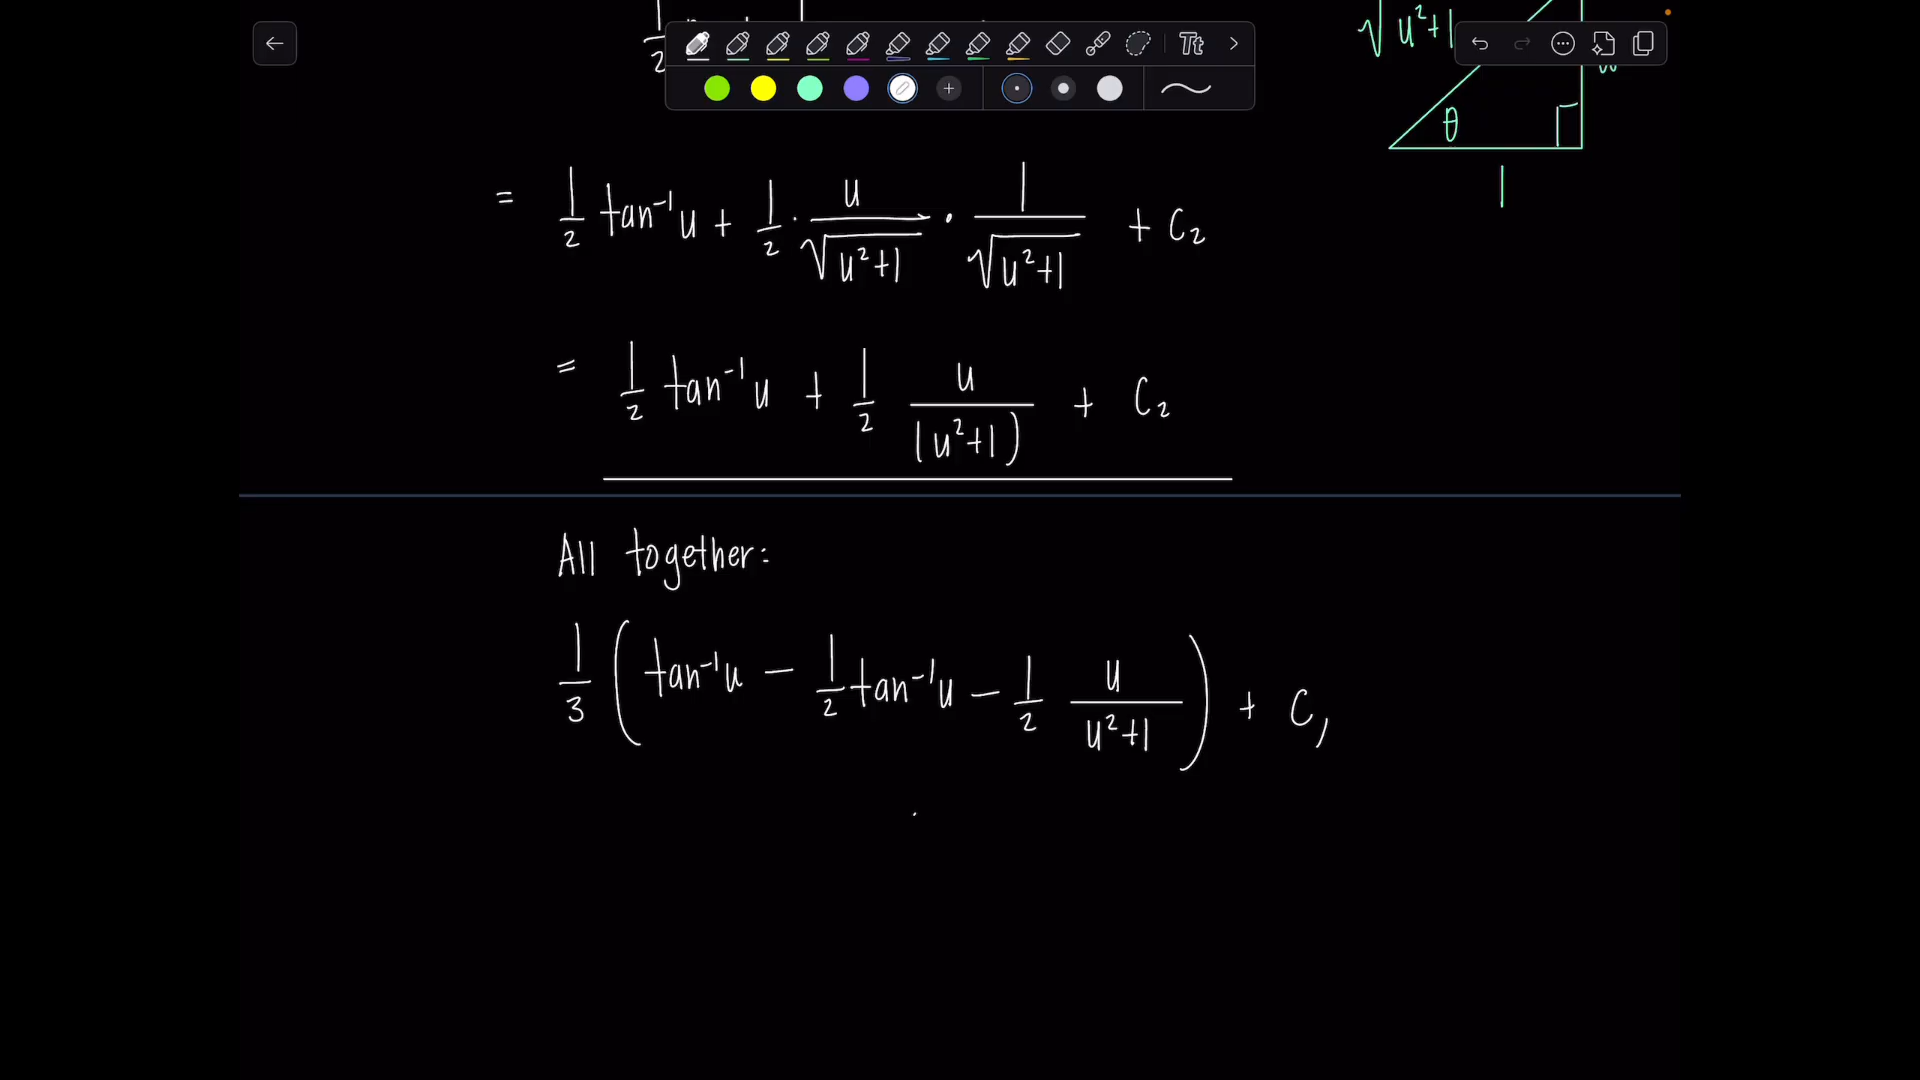 1/2
√(u²+1)
θ
1
= 1/2 tan⁻¹u + 1/2 · u/√(u²+1) · 1/√(u²+1) + C₂
= 1/2 tan⁻¹u + 1/2 u/(u²+1) + C₂
All together:
1/3 ( tan⁻¹u − 1/2 tan⁻¹u − 1/2 u/(u²+1) ) + C,
Tt